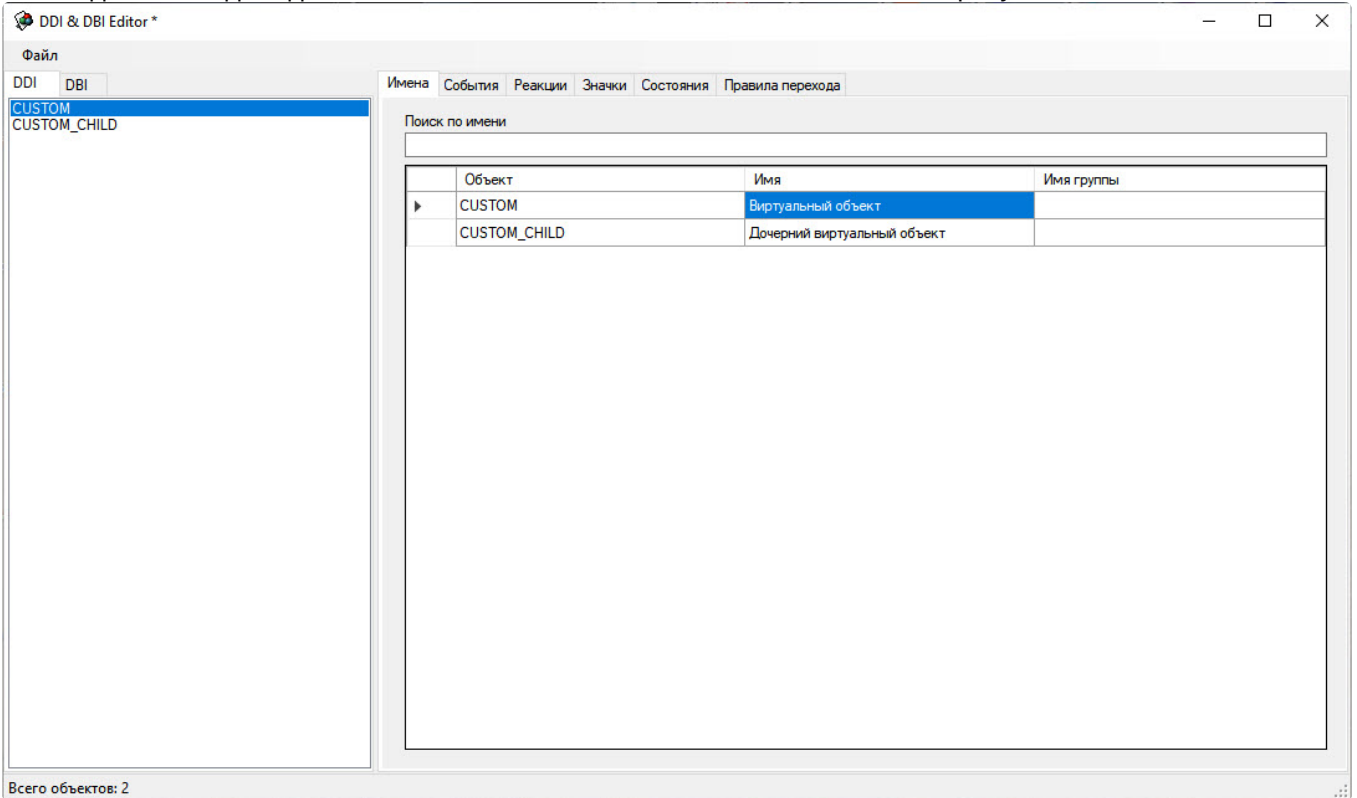 DDI & DBI Editor *
Файл
DDI DBI
Имена События Реакции Значки Состояния Правила перехода
CUSTOM
CUSTOM_CHILD
Поиск по имени
Объект Имя Имя группы
CUSTOM Виртуальный объект
CUSTOM_CHILD Дочерний виртуальный объект
Всего объектов: 2